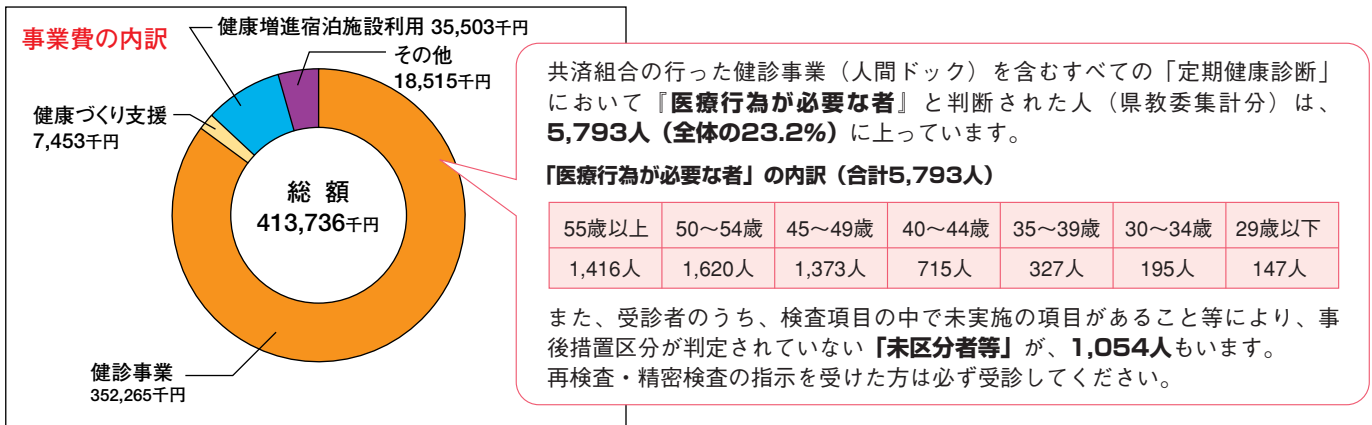 事業費の内訳
健康増進宿泊施設利用 35,503千円
その他
18,515千円
健康づくり支援
7,453千円
総 額
413,736千円
健診事業
352,265千円
共済組合の行った健診事業（人間ドック）を含むすべての「定期健康診断」
において『医療行為が必要な者』と判断された人（県教委集計分）は、
5,793人（全体の23.2%）に上っています。
「医療行為が必要な者」の内訳（合計5,793人）
55歳以上 50〜54歳 45〜49歳 40〜44歳 35〜39歳 30〜34歳 29歳以下
1,416人 1,620人 1,373人 715人 327人 195人 147人
また、受診者のうち、検査項目の中で未実施の項目があること等により、事
後措置区分が判定されていない「未区分者等」が、1,054人もいます。
再検査・精密検査の指示を受けた方は必ず受診してください。